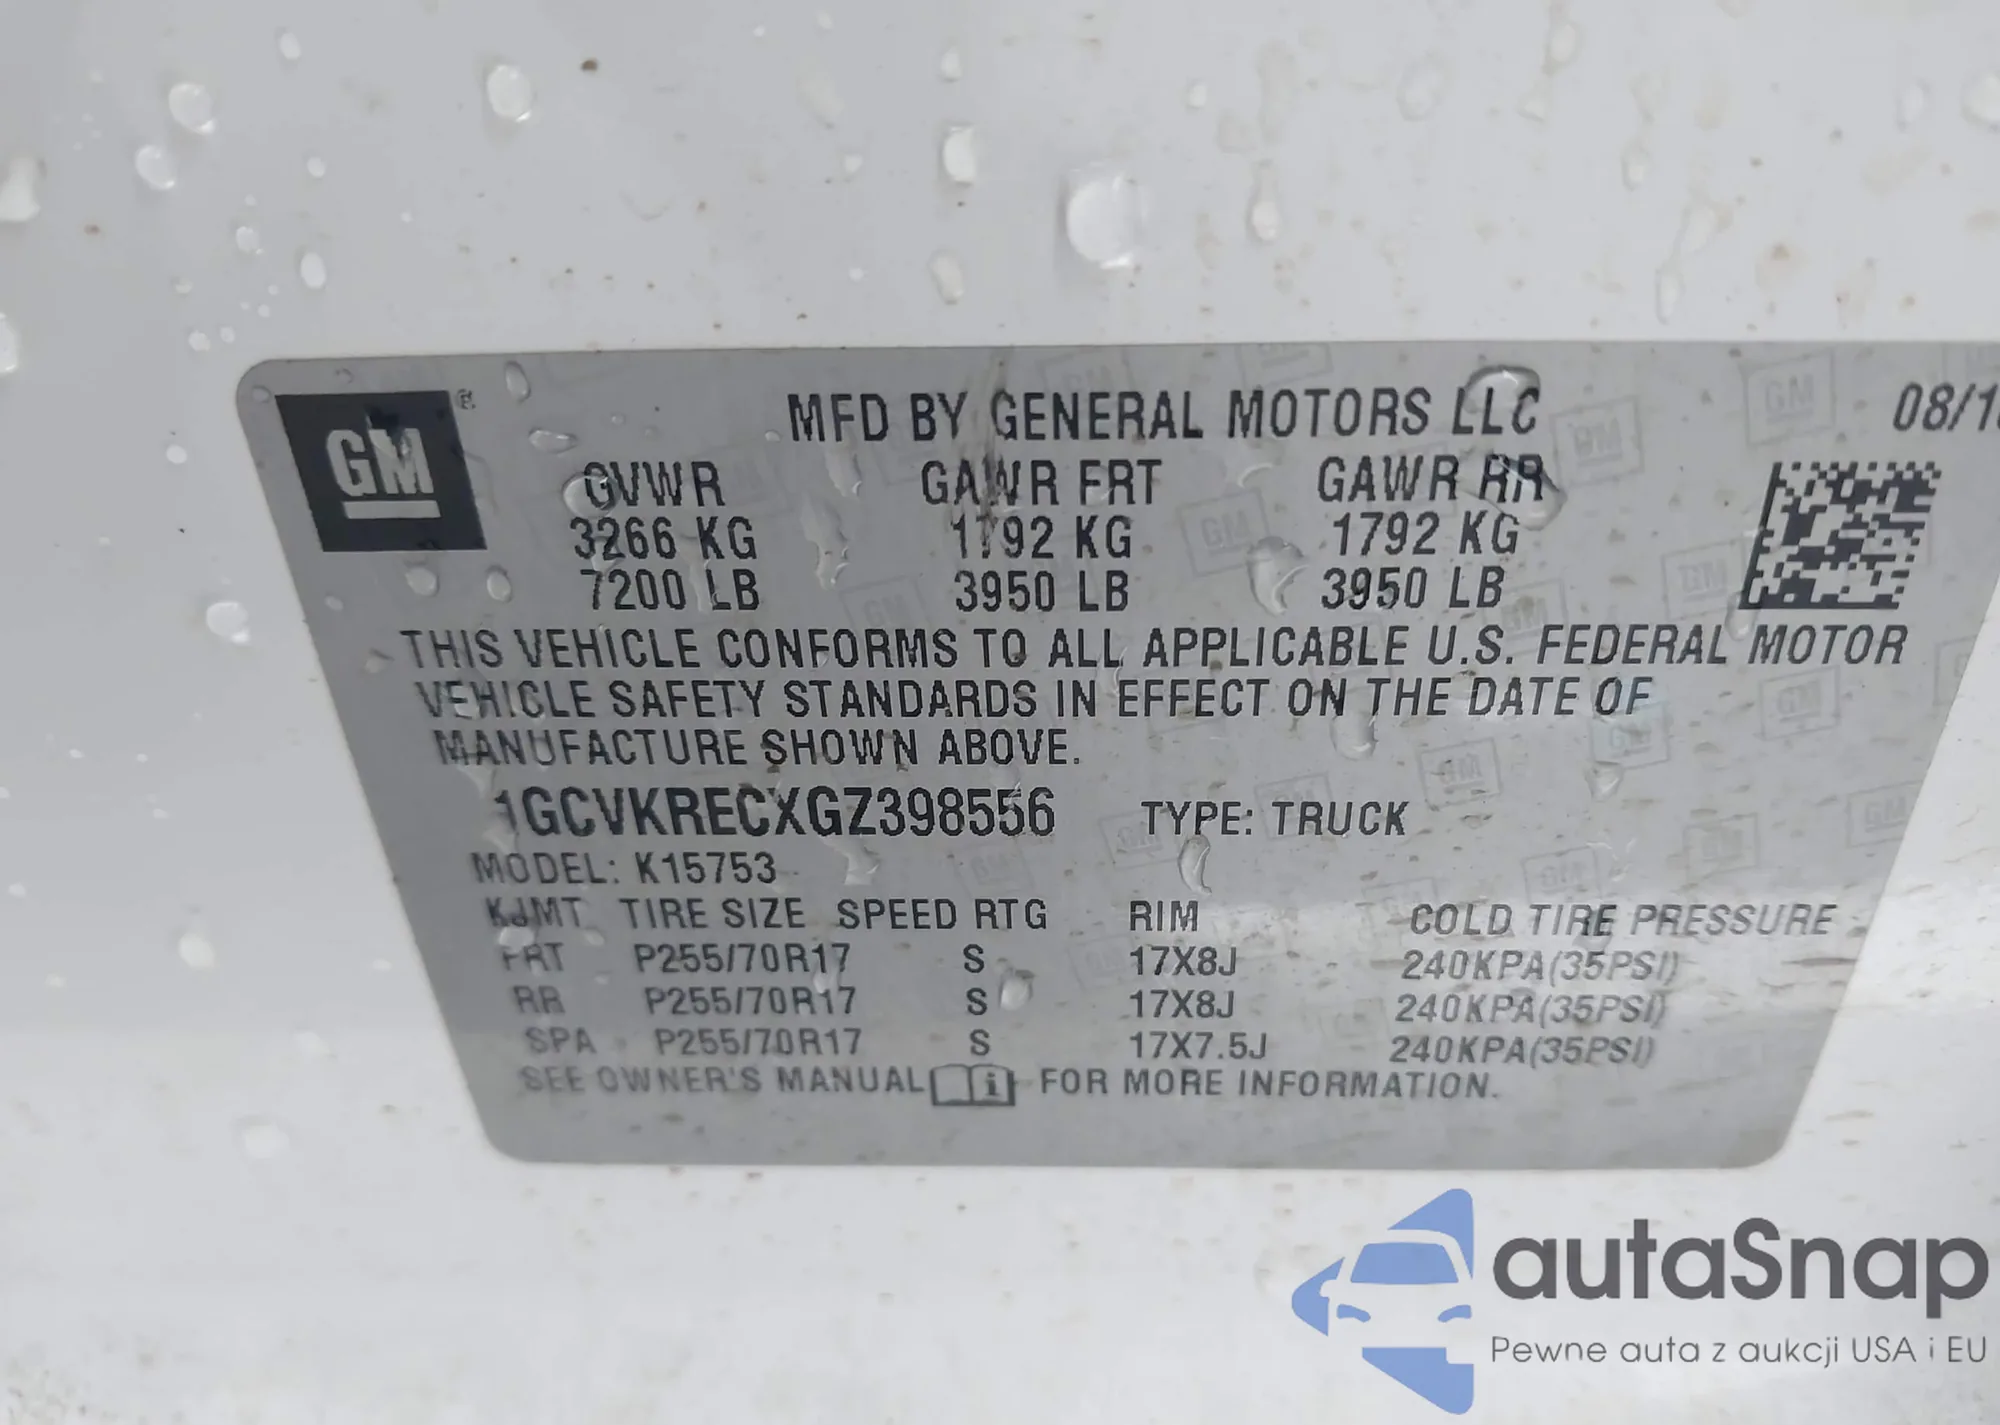 GM ®
MFD BY GENERAL MOTORS LLC
08/1
GVWR GAWR FRT GAWR RR
3266 KG 1792 KG 1792 KG
7200 LB 3950 LB 3950 LB
THIS VEHICLE CONFORMS TO ALL APPLICABLE U.S. FEDERAL MOTOR
VEHICLE SAFETY STANDARDS IN EFFECT ON THE DATE OF
MANUFACTURE SHOWN ABOVE.
1GCVKRECXGZ398556 TYPE: TRUCK
MODEL: K15753
TIRE SIZE SPEED RTG RIM COLD TIRE PRESSURE
FRT P255/70R17 S 17X8J 240KPA(35PSI)
RR P255/70R17 S 17X8J 240KPA(35PSI)
SPA P255/70R17 S 17X7.5J 240KPA(35PSI)
SEE OWNER'S MANUAL i FOR MORE INFORMATION.
autaSnap
Pewne auta z aukcji USA i EU